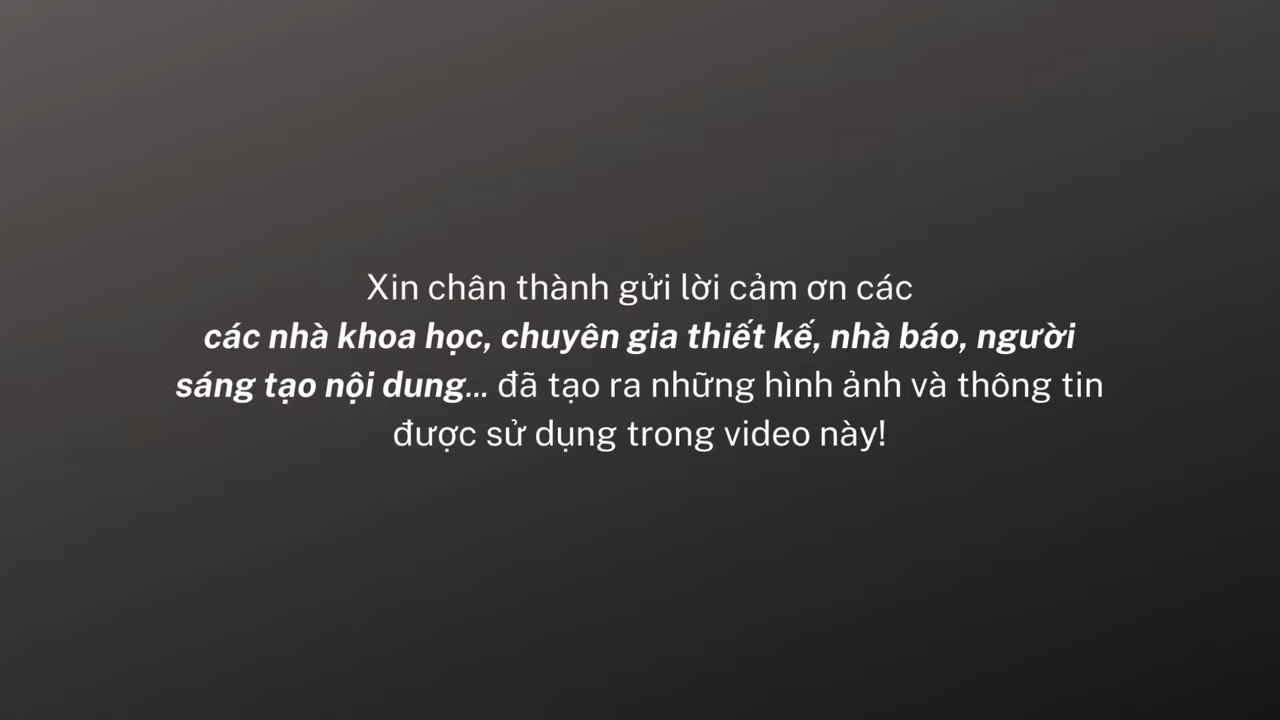 Xin chân thành gửi lời cảm ơn các
các nhà khoa học, chuyên gia thiết kế, nhà báo, người
sáng tạo nội dung... đã tạo ra những hình ảnh và thông tin
được sử dụng trong video này!